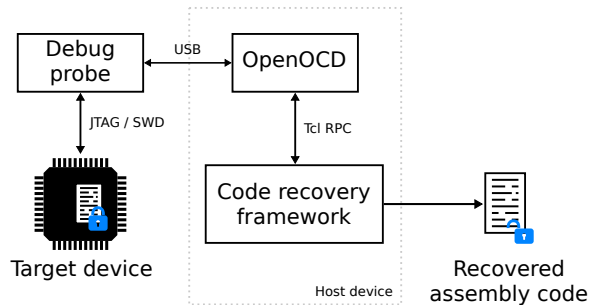 Debug
probe
USB
OpenOCD
JTAG / SWD
Tcl RPC
Code recovery
framework
Target device
Host device
Recovered
assembly code